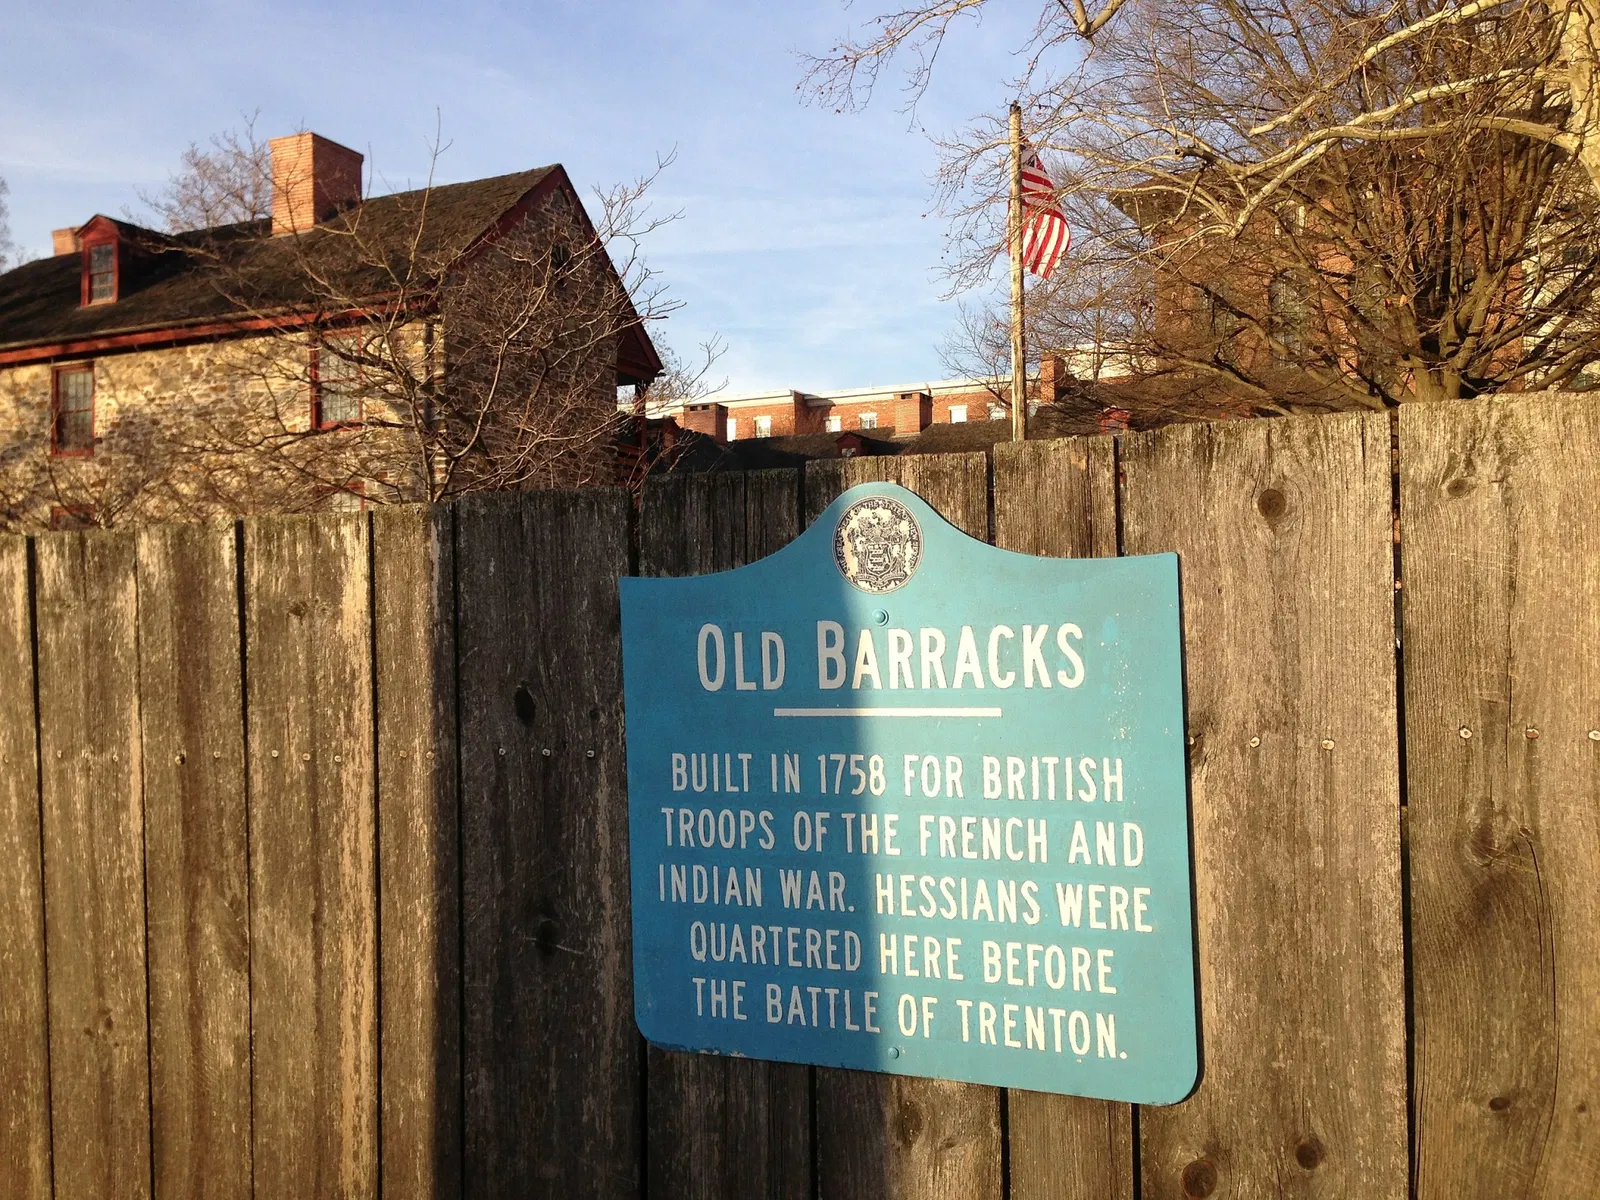 OLD BARRACKS
BUILT IN 1758 FOR BRITISH
TROOPS OF THE FRENCH AND
INDIAN WAR. HESSIANS WERE
QUARTERED HERE BEFORE
THE BATTLE OF TRENTON.